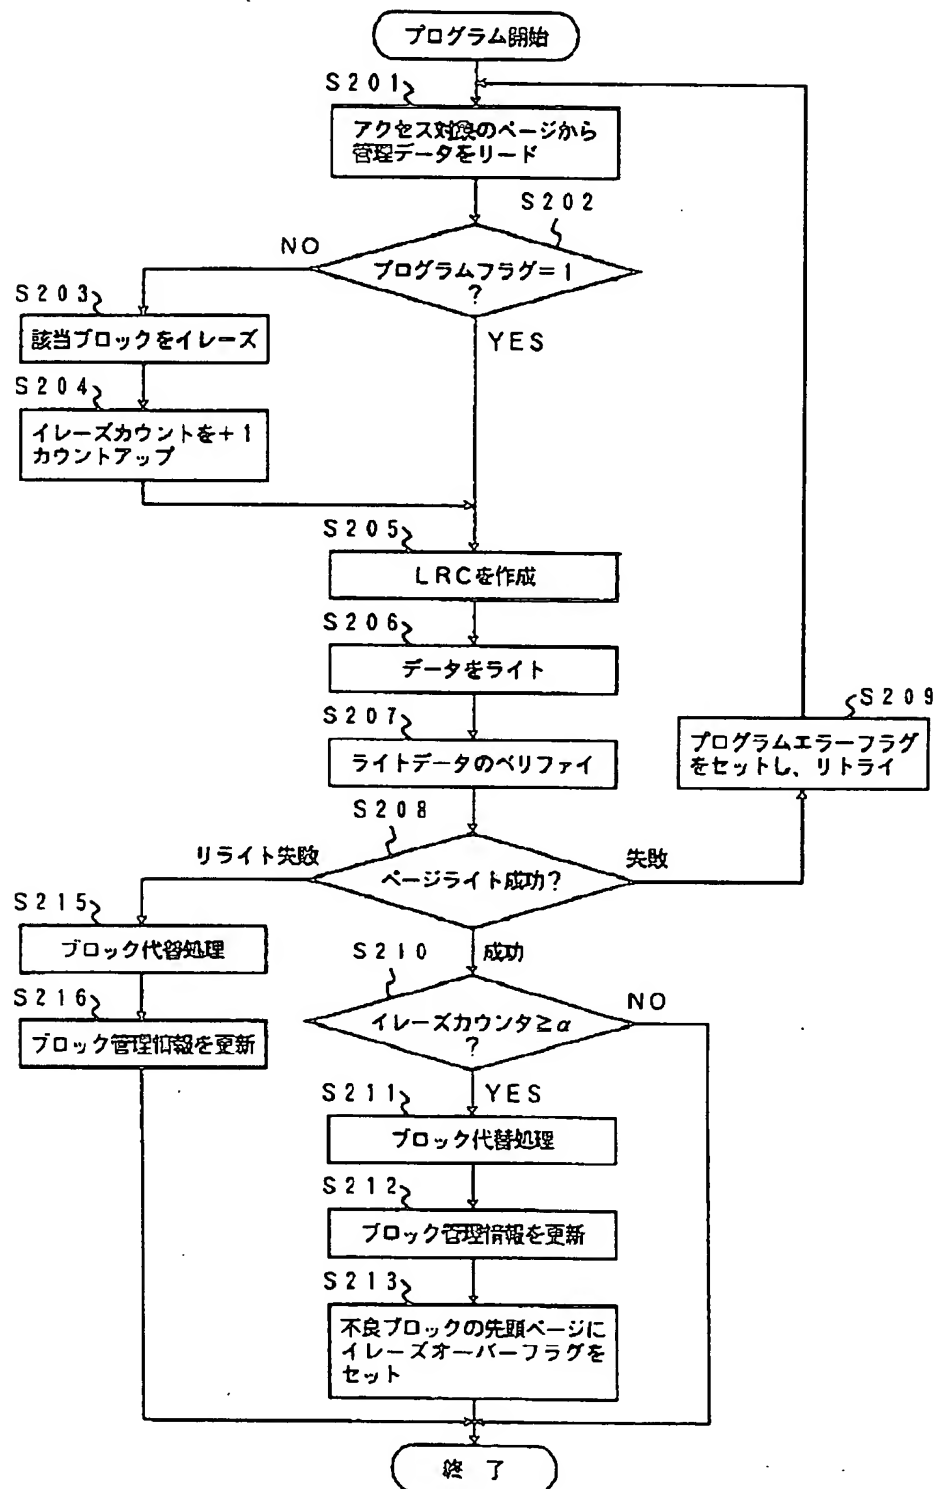 プログラム開始
S201
アクセス対象のページから
管理データをリード
S202
プログラムフラグ=1
?
NO
YES
S203
該当ブロックをイレーズ
S204
イレーズカウントを+1
カウントアップ
S205
LRCを作成
S206
データをライト
S207
ライトデータのベリファイ
S209
プログラムエラーフラグ
をセットし、リトライ
S208
ページライト成功?
リライト失敗
失敗
成功
S215
ブロック代替処理
S216
ブロック管理情報を更新
S210
イレーズカウンタ≧α
?
NO
YES
S211
ブロック代替処理
S212
ブロック管理情報を更新
S213
不良ブロックの先頭ページに
イレーズオーバーフラグを
セット
終了